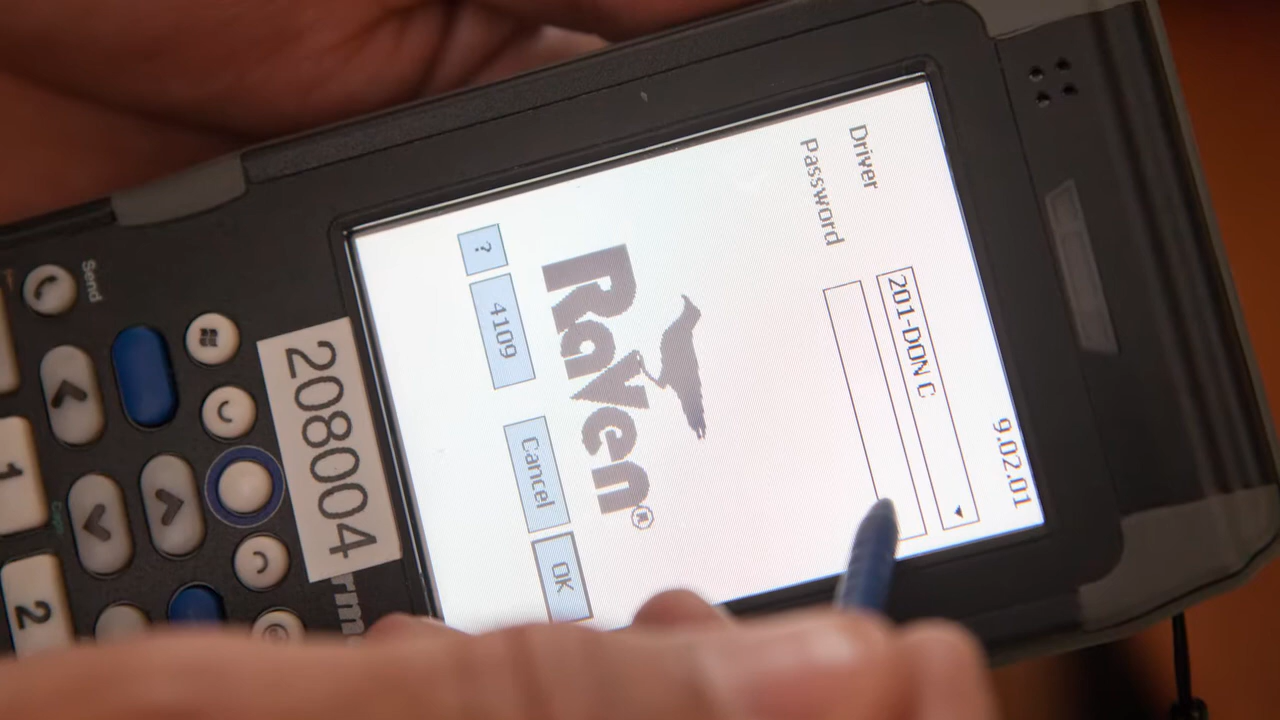 9.02.01
Driver 201-DON C
Password
Raven®
? 4109 Cancel OK
208004
Send
1
2